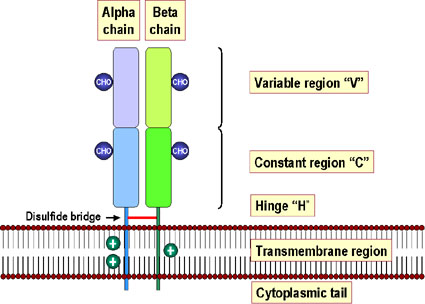 Alpha
chain
Beta
chain
CHO
CHO
Variable region “V”
CHO
CHO
Constant region “C”
Hinge “H”
Disulfide bridge
+
+
+
Transmembrane region
Cytoplasmic tail